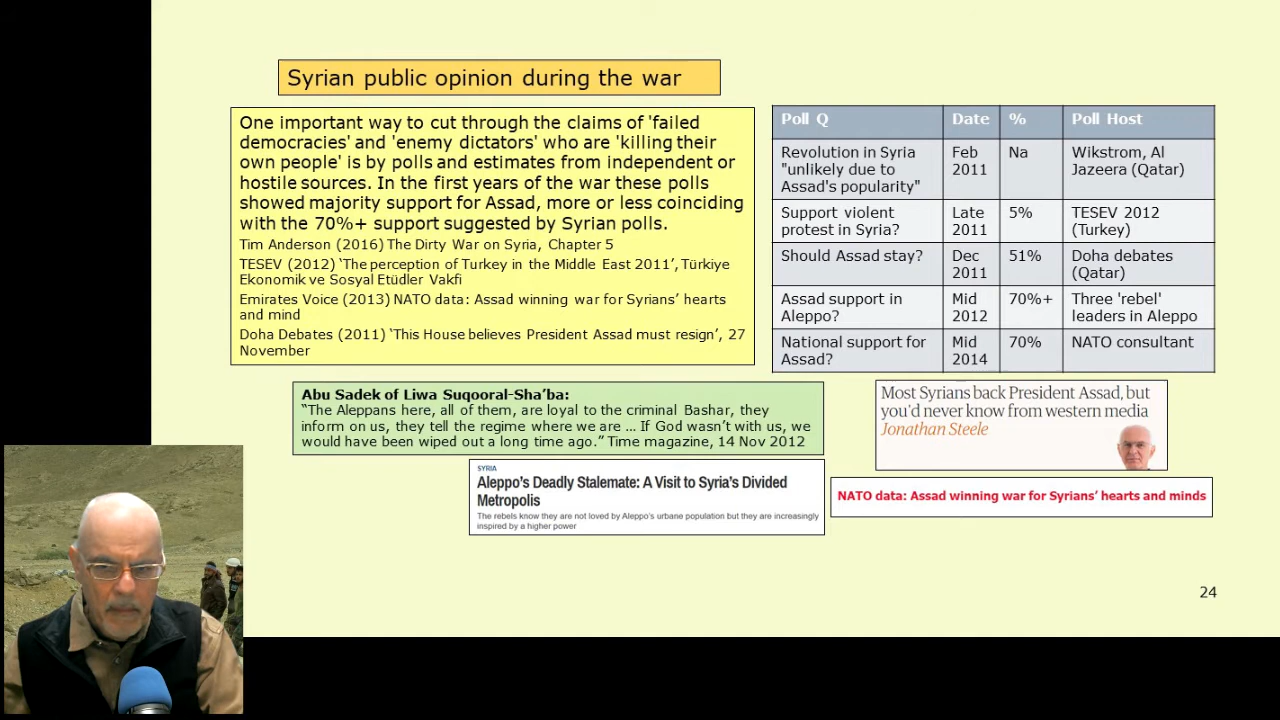 Syrian public opinion during the war
One important way to cut through the claims of 'failed
democracies' and 'enemy dictators' who are 'killing their
own people' is by polls and estimates from independent or
hostile sources. In the first years of the war these polls
showed majority support for Assad, more or less coinciding
with the 70%+ support suggested by Syrian polls.
Tim Anderson (2016) The Dirty War on Syria, Chapter 5
TESEV (2012) ‘The perception of Turkey in the Middle East 2011’, Türkiye
Ekonomik ve Sosyal Etüdler Vakfi
Emirates Voice (2013) NATO data: Assad winning war for Syrians’ hearts
and mind
Doha Debates (2011) ‘This House believes President Assad must resign’, 27
November
Poll Q Date % Poll Host
Revolution in Syria Feb Na Wikstrom, Al
"unlikely due to 2011 Jazeera (Qatar)
Assad's popularity"
Support violent Late 5% TESEV 2012
protest in Syria? 2011 (Turkey)
Should Assad stay? Dec 51% Doha debates
2011 (Qatar)
Assad support in Mid 70%+ Three 'rebel'
Aleppo? 2012 leaders in Aleppo
National support for Mid 70% NATO consultant
Assad? 2014
Abu Sadek of Liwa Suqooral-Sha’ba:
“The Aleppans here, all of them, are loyal to the criminal Bashar, they
inform on us, they tell the regime where we are … If God wasn’t with us, we
would have been wiped out a long time ago.” Time magazine, 14 Nov 2012
Most Syrians back President Assad, but
you'd never know from western media
Jonathan Steele
SYRIA
Aleppo’s Deadly Stalemate: A Visit to Syria’s Divided
Metropolis
The rebels know they are not loved by Aleppo's urbane population but they are increasingly
inspired by a higher power
NATO data: Assad winning war for Syrians’ hearts and minds
24